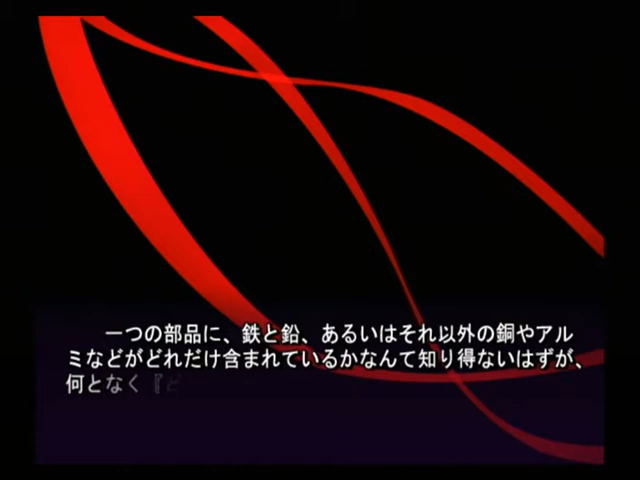 一つの部品に、鉄と鉛、あるいはそれ以外の銅やアル
ミなどがどれだけ含まれているかなんて知り得ないはずが、
何となく『ど